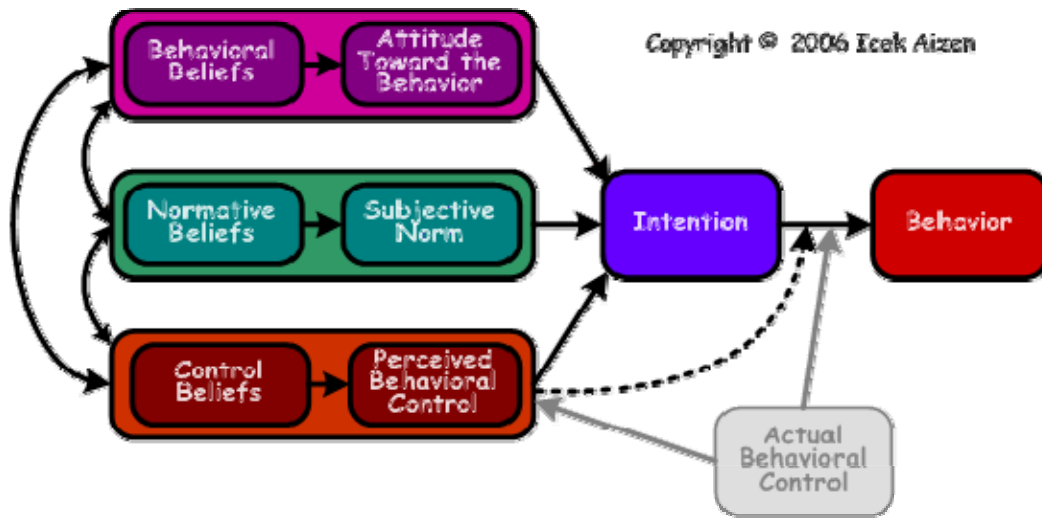 Behavioral
Beliefs
Attitude
Toward the
Behavior
Copyright © 2006 Icek Aizen
Normative
Beliefs
Subjective
Norm
Intention
Behavior
Control
Beliefs
Perceived
Behavioral
Control
Actual
Behavioral
Control